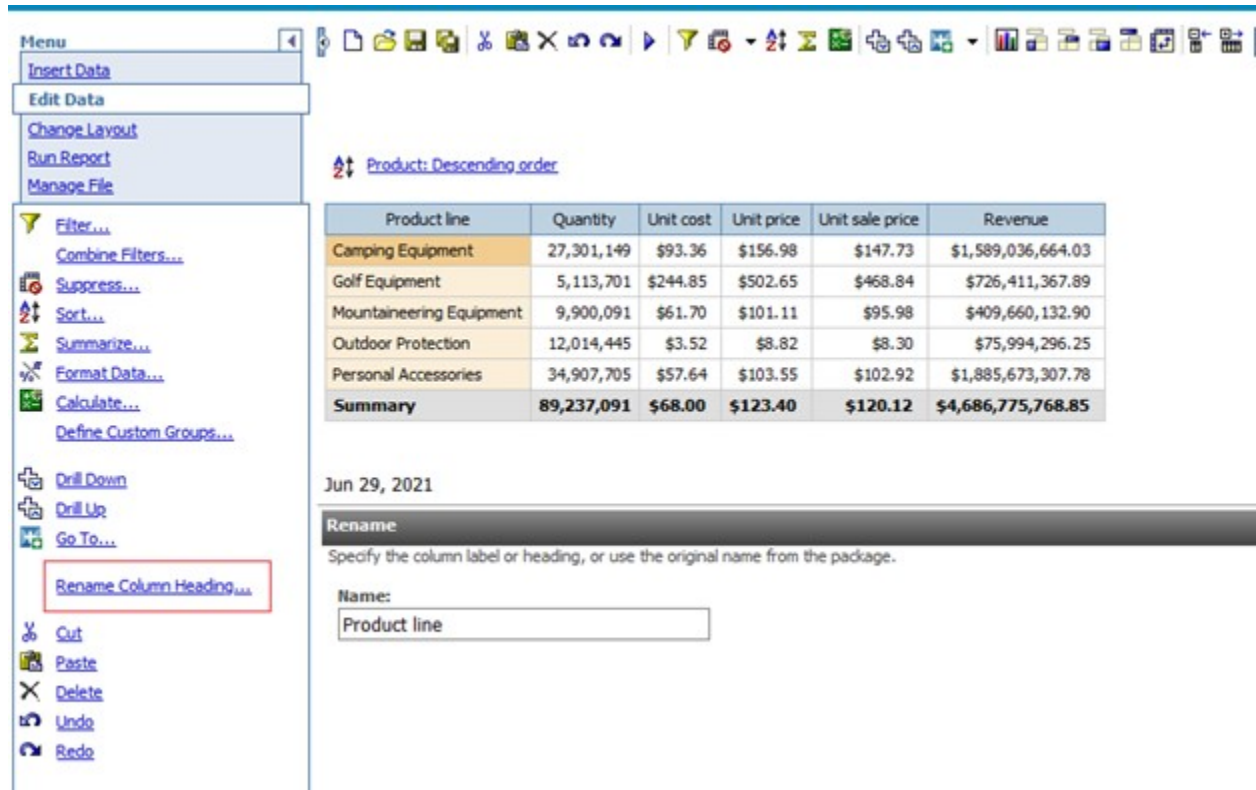 Menu
Insert Data
Edit Data
Change Layout
Run Report
Manage File
Filter...
Combine Filters...
Suppress...
Sort...
Summarize...
Format Data...
Calculate...
Define Custom Groups...
Drill Down
Drill Up
Go To...
Rename Column Heading...
Cut
Paste
Delete
Undo
Redo
Product: Descending order
Product line Quantity Unit cost Unit price Unit sale price Revenue
Camping Equipment 27,301,149 $93.36 $156.98 $147.73 $1,589,036,664.03
Golf Equipment 5,113,701 $244.85 $502.65 $468.84 $726,411,367.89
Mountaineering Equipment 9,900,091 $61.70 $101.11 $95.98 $409,660,132.90
Outdoor Protection 12,014,445 $3.52 $8.82 $8.30 $75,994,296.25
Personal Accessories 34,907,705 $57.64 $103.55 $102.92 $1,885,673,307.78
Summary 89,237,091 $68.00 $123.40 $120.12 $4,686,775,768.85
Jun 29, 2021
Rename
Specify the column label or heading, or use the original name from the package.
Name:
Product line